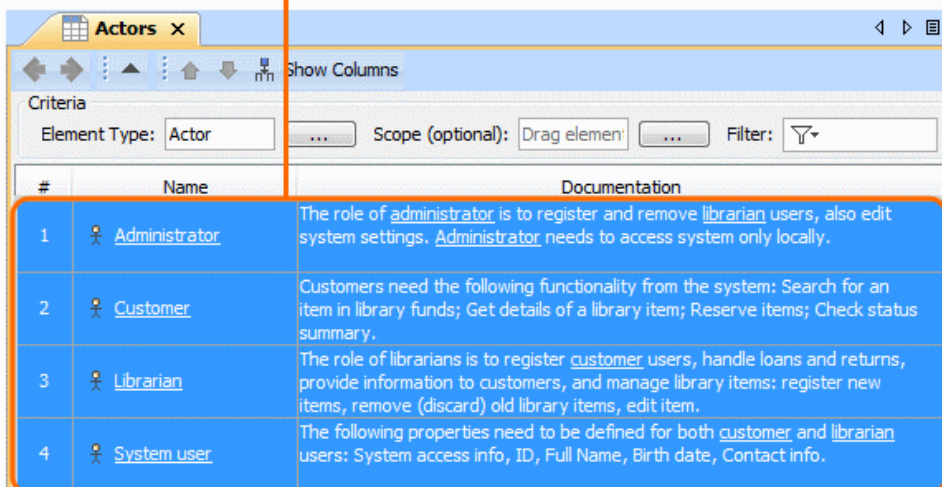 Actors
Show Columns
Criteria
Element Type: Actor ... Scope (optional): Drag elemen ... Filter:
# Name Documentation
1 Administrator
The role of administrator is to register and remove librarian users, also edit
system settings. Administrator needs to access system only locally.
2 Customer
Customers need the following functionality from the system: Search for an
item in library funds; Get details of a library item; Reserve items; Check status
summary.
3 Librarian
The role of librarians is to register customer users, handle loans and returns,
provide information to customers, and manage library items: register new
items, remove (discard) old library items, edit item.
4 System user
The following properties need to be defined for both customer and librarian
users: System access info, ID, Full Name, Birth date, Contact info.